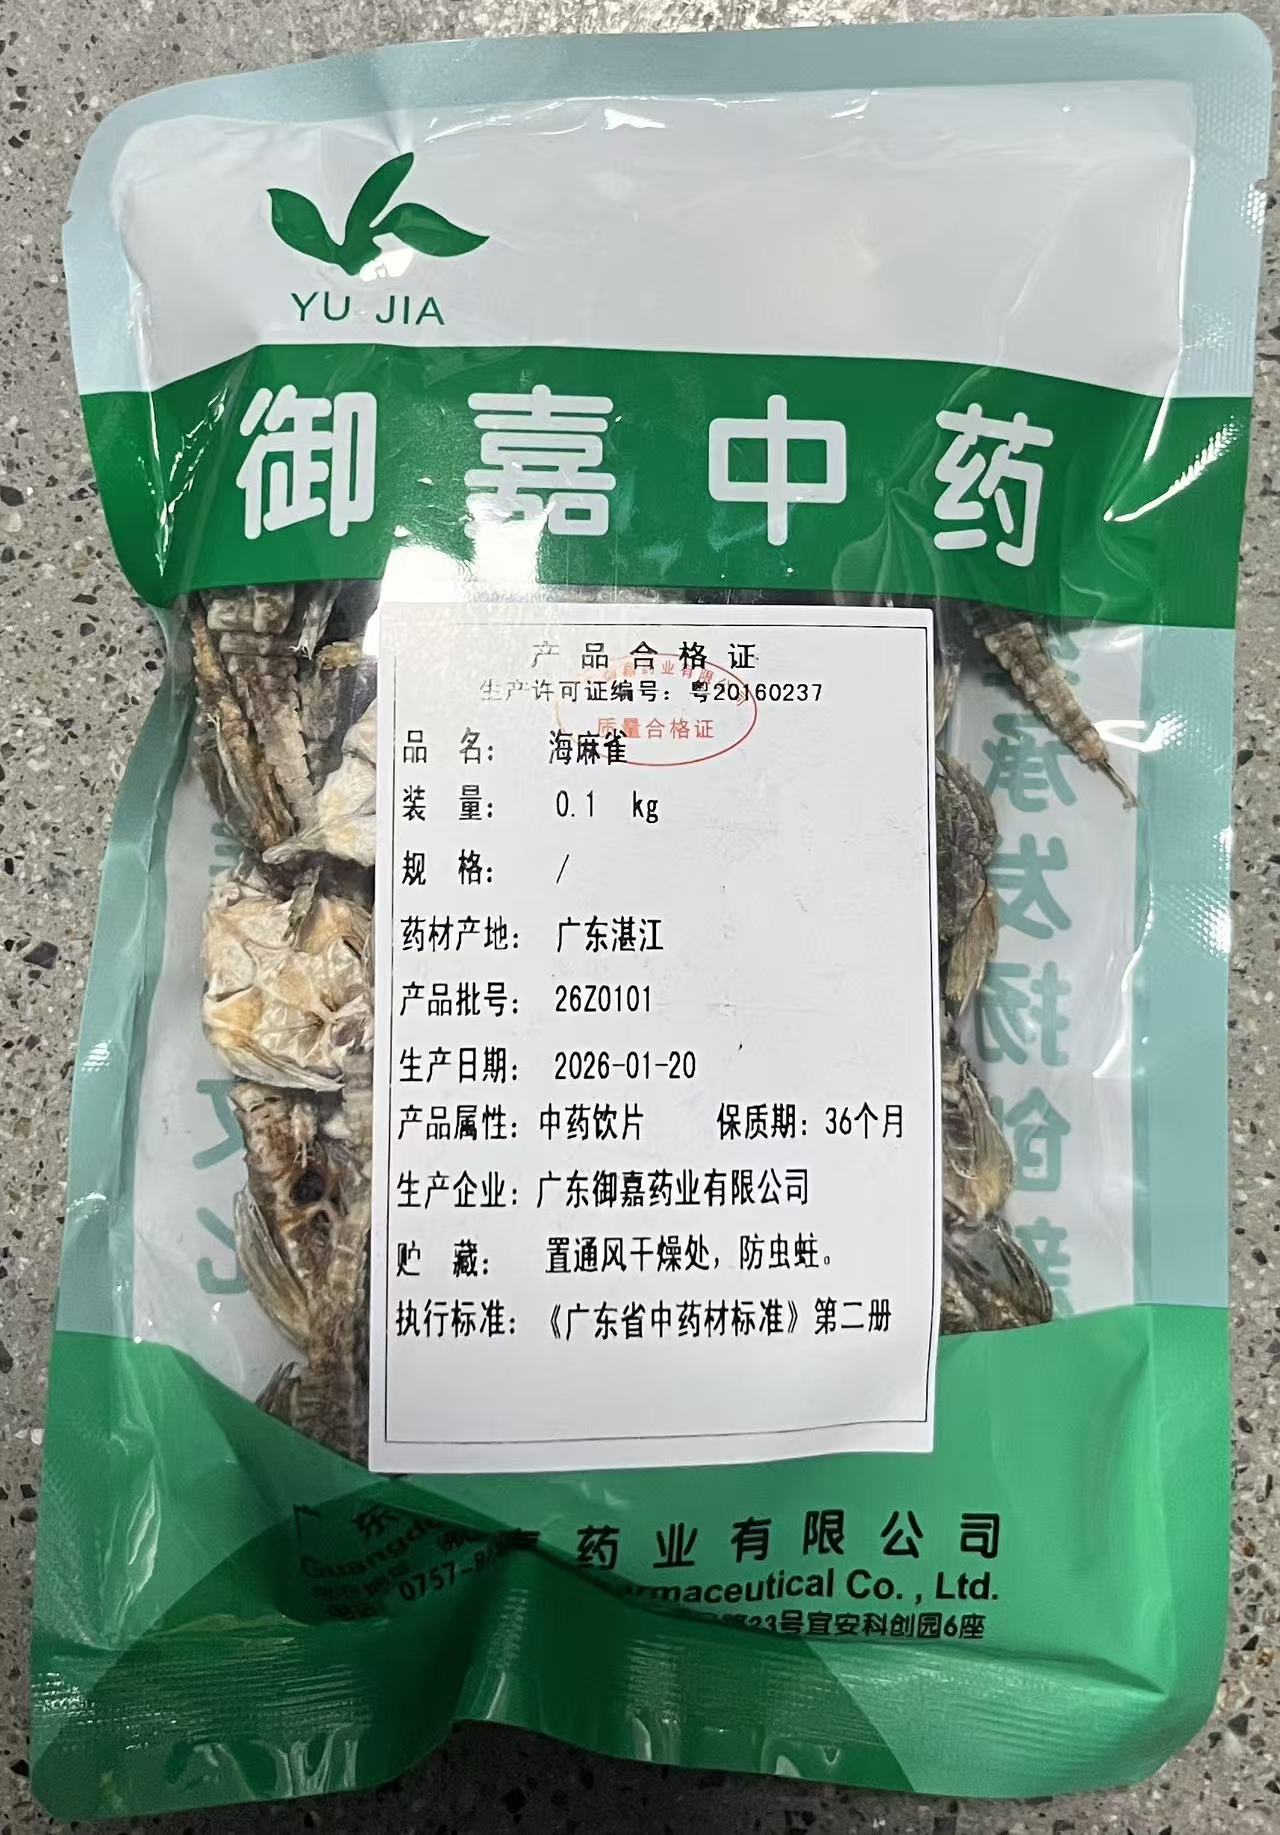 YU JIA
御嘉中药
产品合格证
生产许可证编号：粤20160237
质量合格证
品 名： 海麻雀
装 量： 0.1 kg
规 格： /
药材产地： 广东湛江
产品批号： 26Z0101
生产日期： 2026-01-20
产品属性：中药饮片 保质期：36个月
生产企业：广东御嘉药业有限公司
贮 藏： 置通风干燥处，防虫蛀。
执行标准：《广东省中药材标准》第二册
承发扬创新
药业有限公司
Co., Ltd.
23号宜安科创园6座
0757-